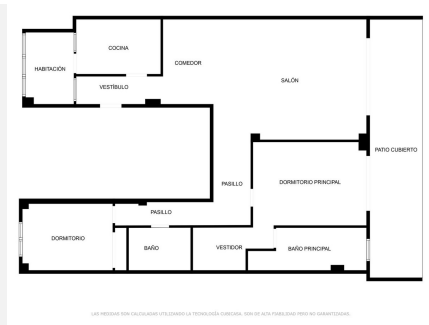 COCINA
COMEDOR
HABITACIÓN
SALÓN
VESTÍBULO
PATIO CUBIERTO
PASILLO
DORMITORIO PRINCIPAL
PASILLO
DORMITORIO
BAÑO
VESTIDOR
BAÑO PRINCIPAL
LAS MEDIDAS SON CALCULADAS UTILIZANDO LA TECNOLOGÍA CUBICASA. SON DE ALTA FIABILIDAD PERO NO GARANTIZADAS.